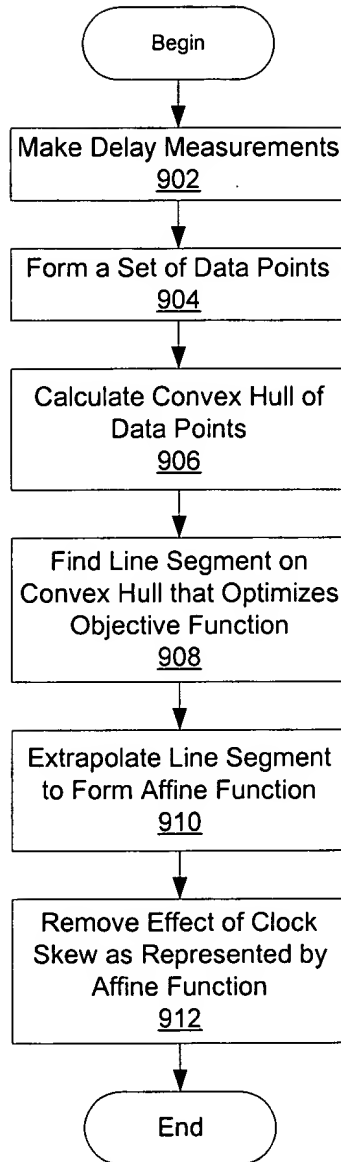 Begin
Make Delay Measurements
902
Form a Set of Data Points
904
Calculate Convex Hull of
Data Points
906
Find Line Segment on
Convex Hull that Optimizes
Objective Function
908
Extrapolate Line Segment
to Form Affine Function
910
Remove Effect of Clock
Skew as Represented by
Affine Function
912
End